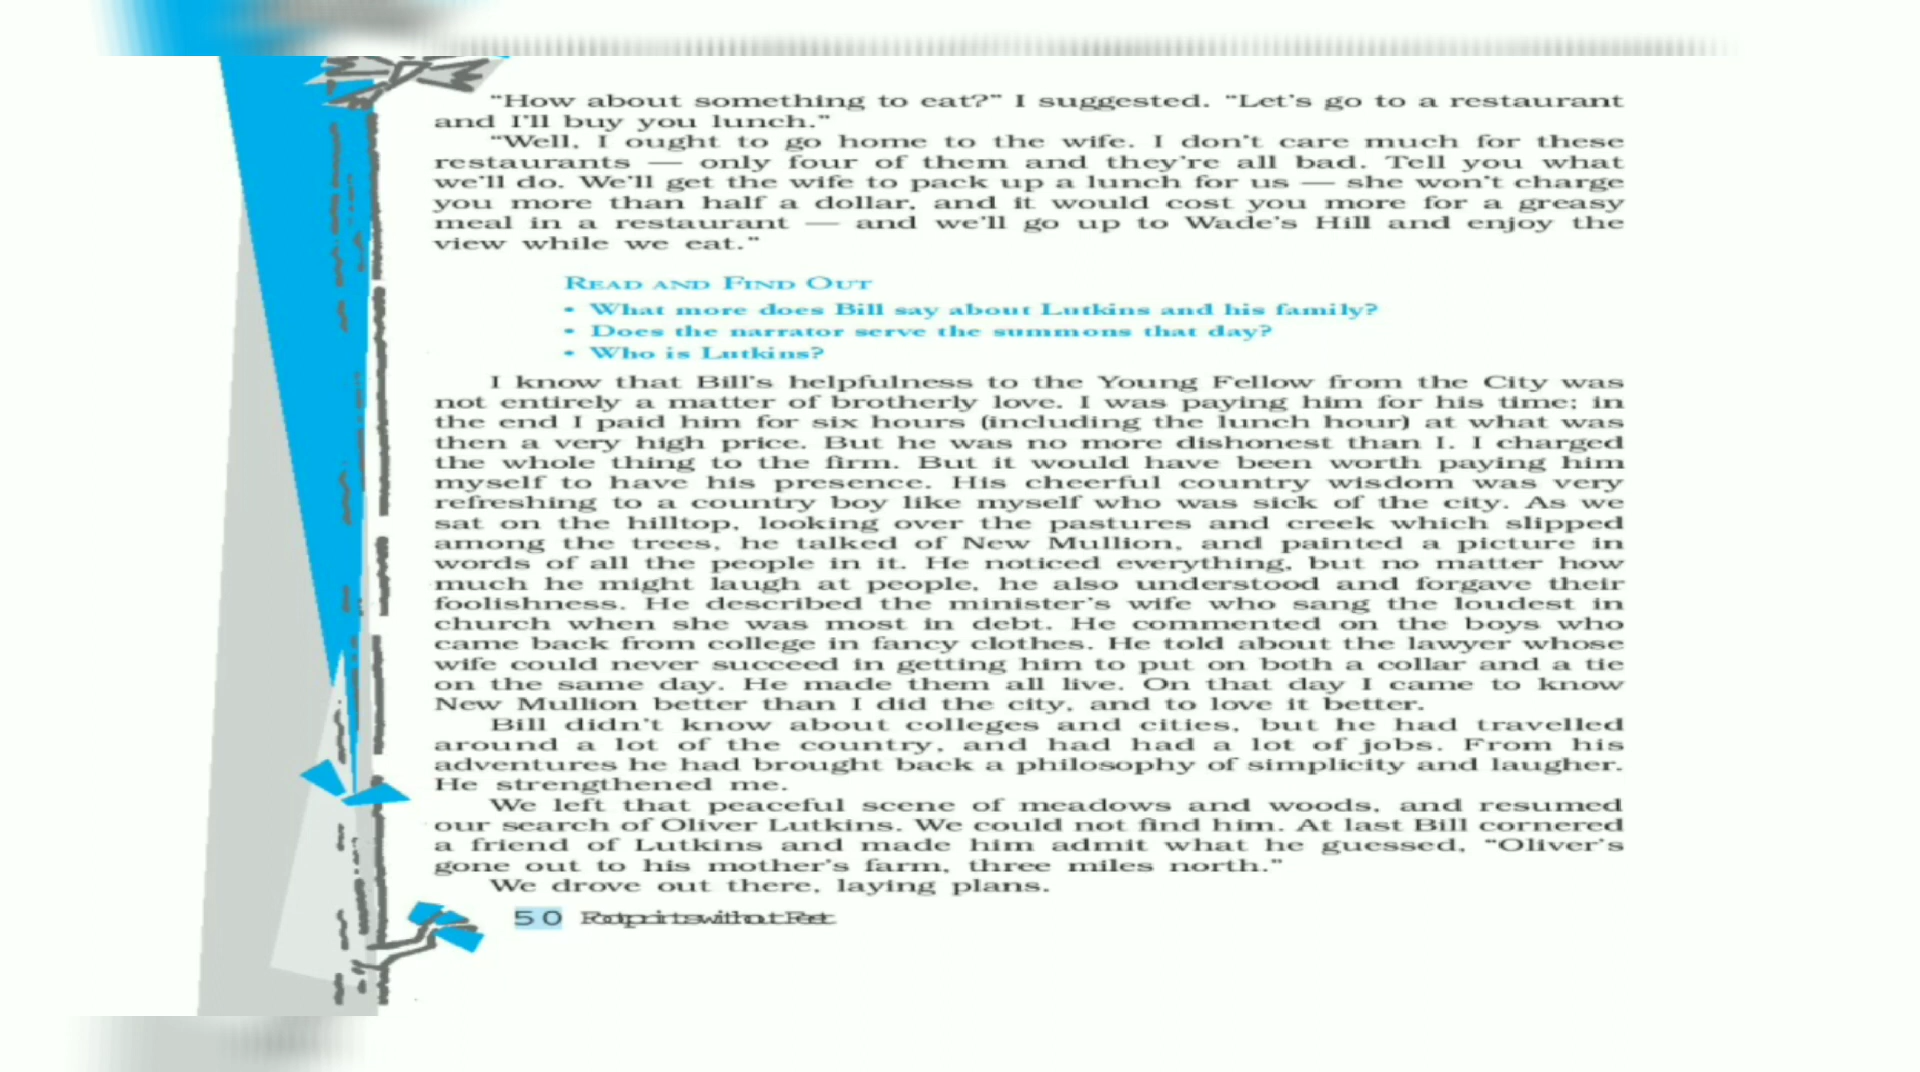 "How about something to eat?" I suggested. "Let's go to a restaurant
and I'll buy you lunch."
"Well, I ought to go home to the wife. I don't care much for these
restaurants — only four of them and they're all bad. Tell you what
we'll do. We'll get the wife to pack up a lunch for us — she won't charge
you more than half a dollar, and it would cost you more for a greasy
meal in a restaurant — and we'll go up to Wade's Hill and enjoy the
view while we eat."
READ AND FIND OUT
• What more does Bill say about Lutkins and his family?
• Does the narrator serve the summons that day?
• Who is Lutkins?
I know that Bill's helpfulness to the Young Fellow from the City was
not entirely a matter of brotherly love. I was paying him for his time; in
the end I paid him for six hours (including the lunch hour) at what was
then a very high price. But he was no more dishonest than I. I charged
the whole thing to the firm. But it would have been worth paying him
myself to have his presence. His cheerful country wisdom was very
refreshing to a country boy like myself who was sick of the city. As we
sat on the hilltop, looking over the pastures and creek which slipped
among the trees, he talked of New Mullion, and painted a picture in
words of all the people in it. He noticed everything, but no matter how
much he might laugh at people, he also understood and forgave their
foolishness. He described the minister's wife who sang the loudest in
church when she was most in debt. He commented on the boys who
came back from college in fancy clothes. He told about the lawyer whose
wife could never succeed in getting him to put on both a collar and a tie
on the same day. He made them all live. On that day I came to know
New Mullion better than I did the city, and to love it better.
Bill didn't know about colleges and cities, but he had travelled
around a lot of the country, and had had a lot of jobs. From his
adventures he had brought back a philosophy of simplicity and laugher.
He strengthened me.
We left that peaceful scene of meadows and woods, and resumed
our search of Oliver Lutkins. We could not find him. At last Bill cornered
a friend of Lutkins and made him admit what he guessed, "Oliver's
gone out to his mother's farm, three miles north."
We drove out there, laying plans.
50 Footprints without Feet